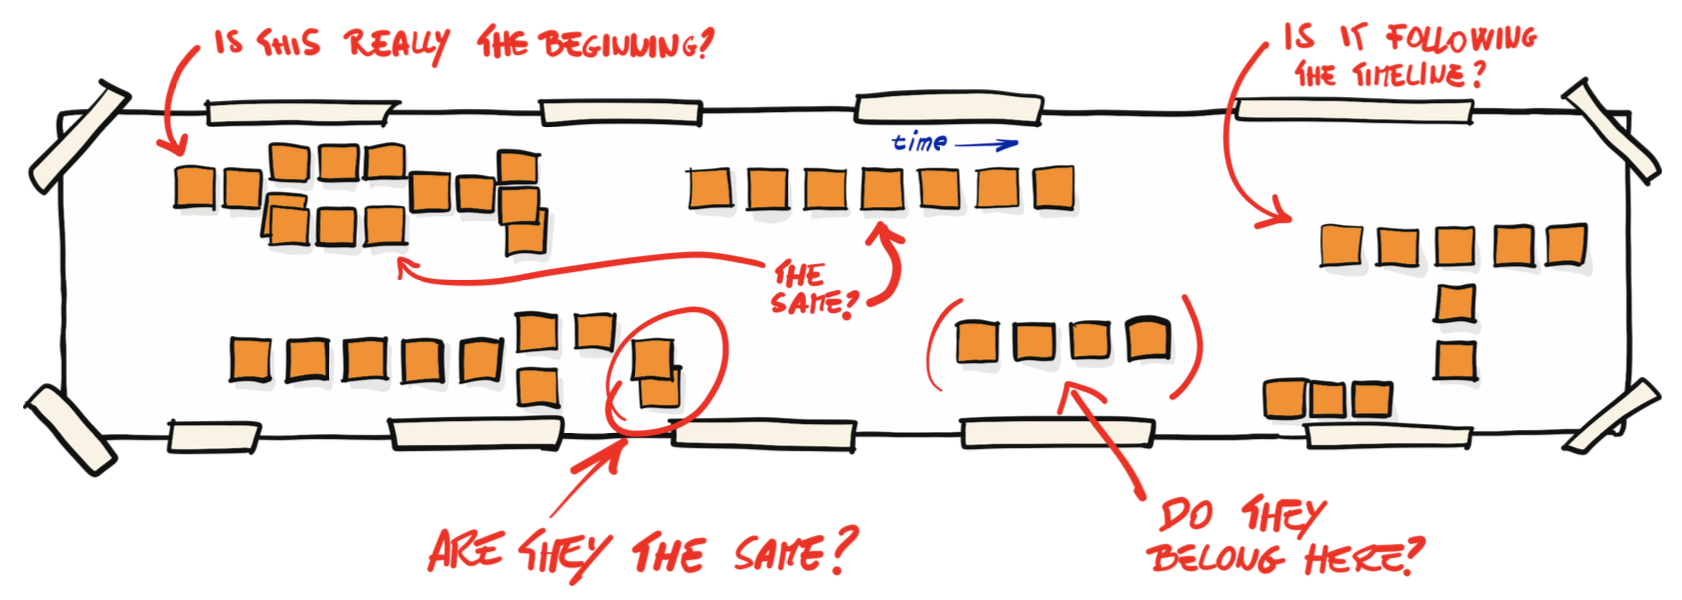 IS THIS REALLY THE BEGINNING?
IS IT FOLLOWING
THE TIMELINE?
time
THE
SAME?
ARE THEY THE SAME?
DO THEY
BELONG HERE?